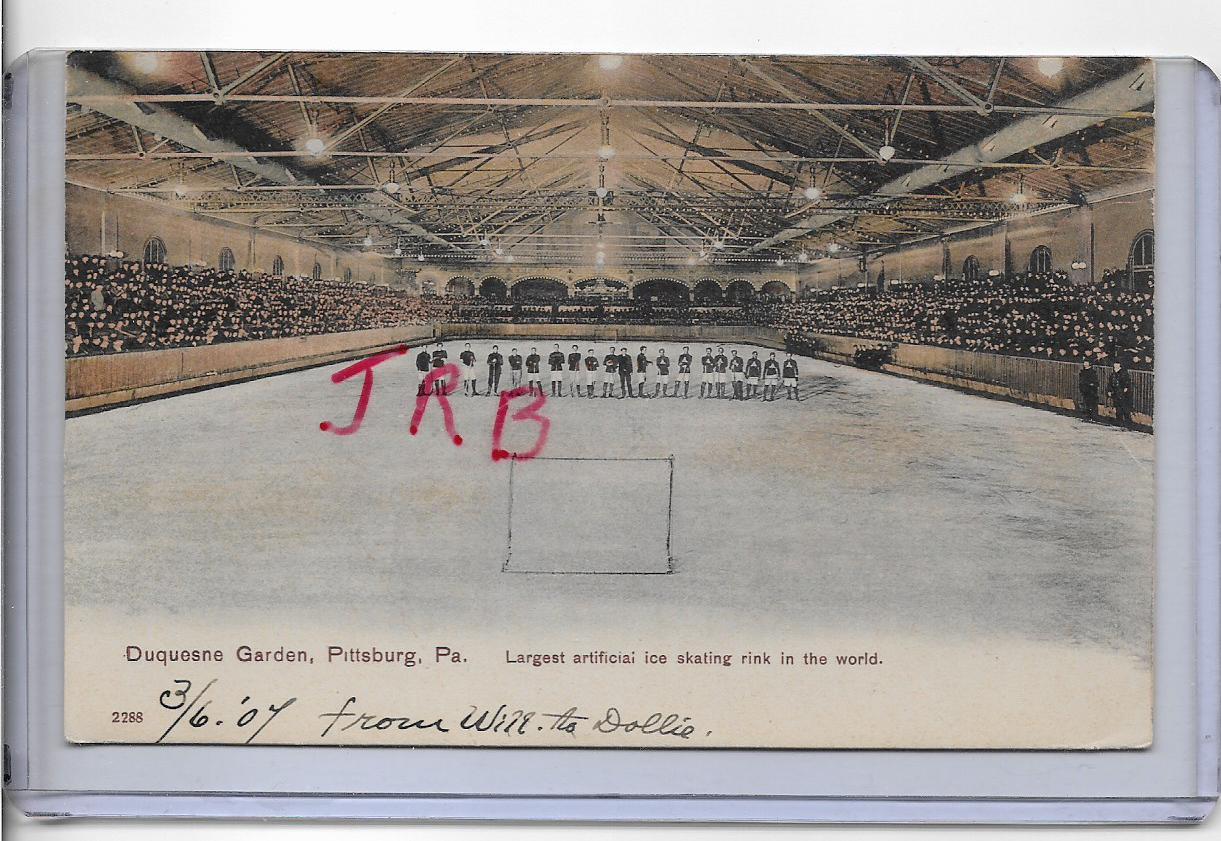 JRB
Duquesne Garden, Pittsburg, Pa. Largest artificial ice skating rink in the world.
2288 3/6.'07 from Will. to Dollie.